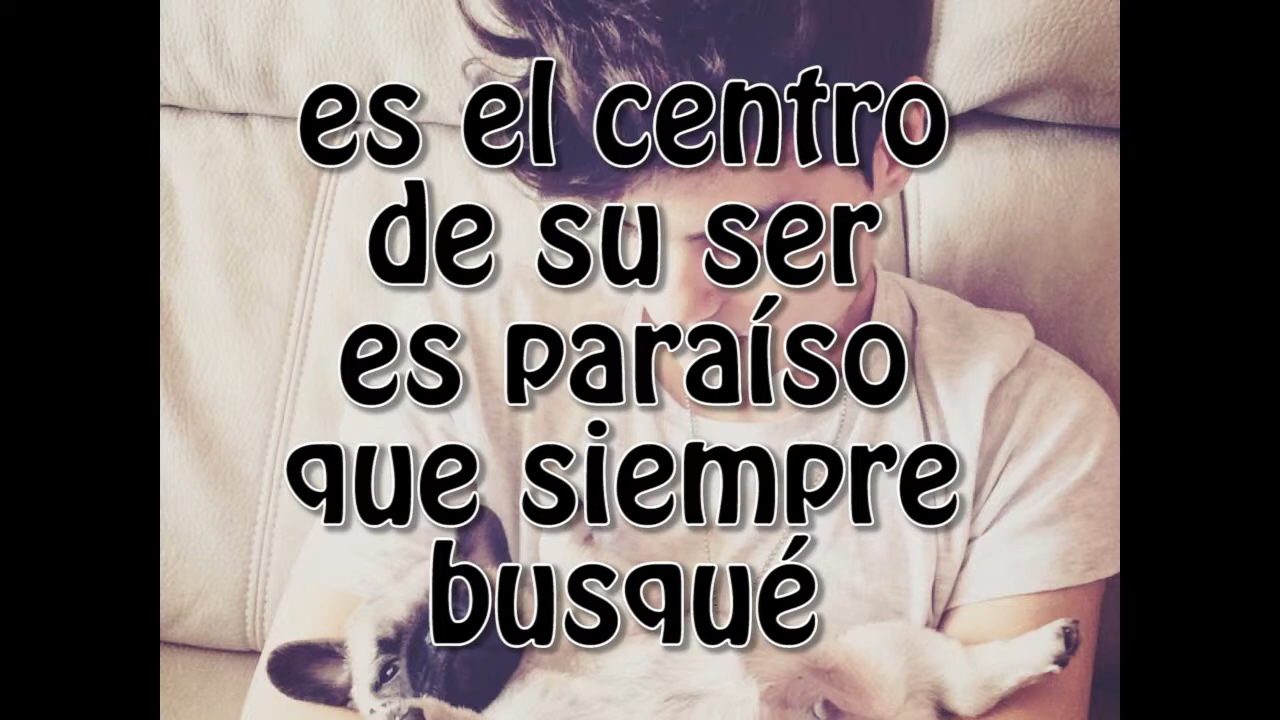 es el centro
de su ser
es paraíso
que siempre
busqué